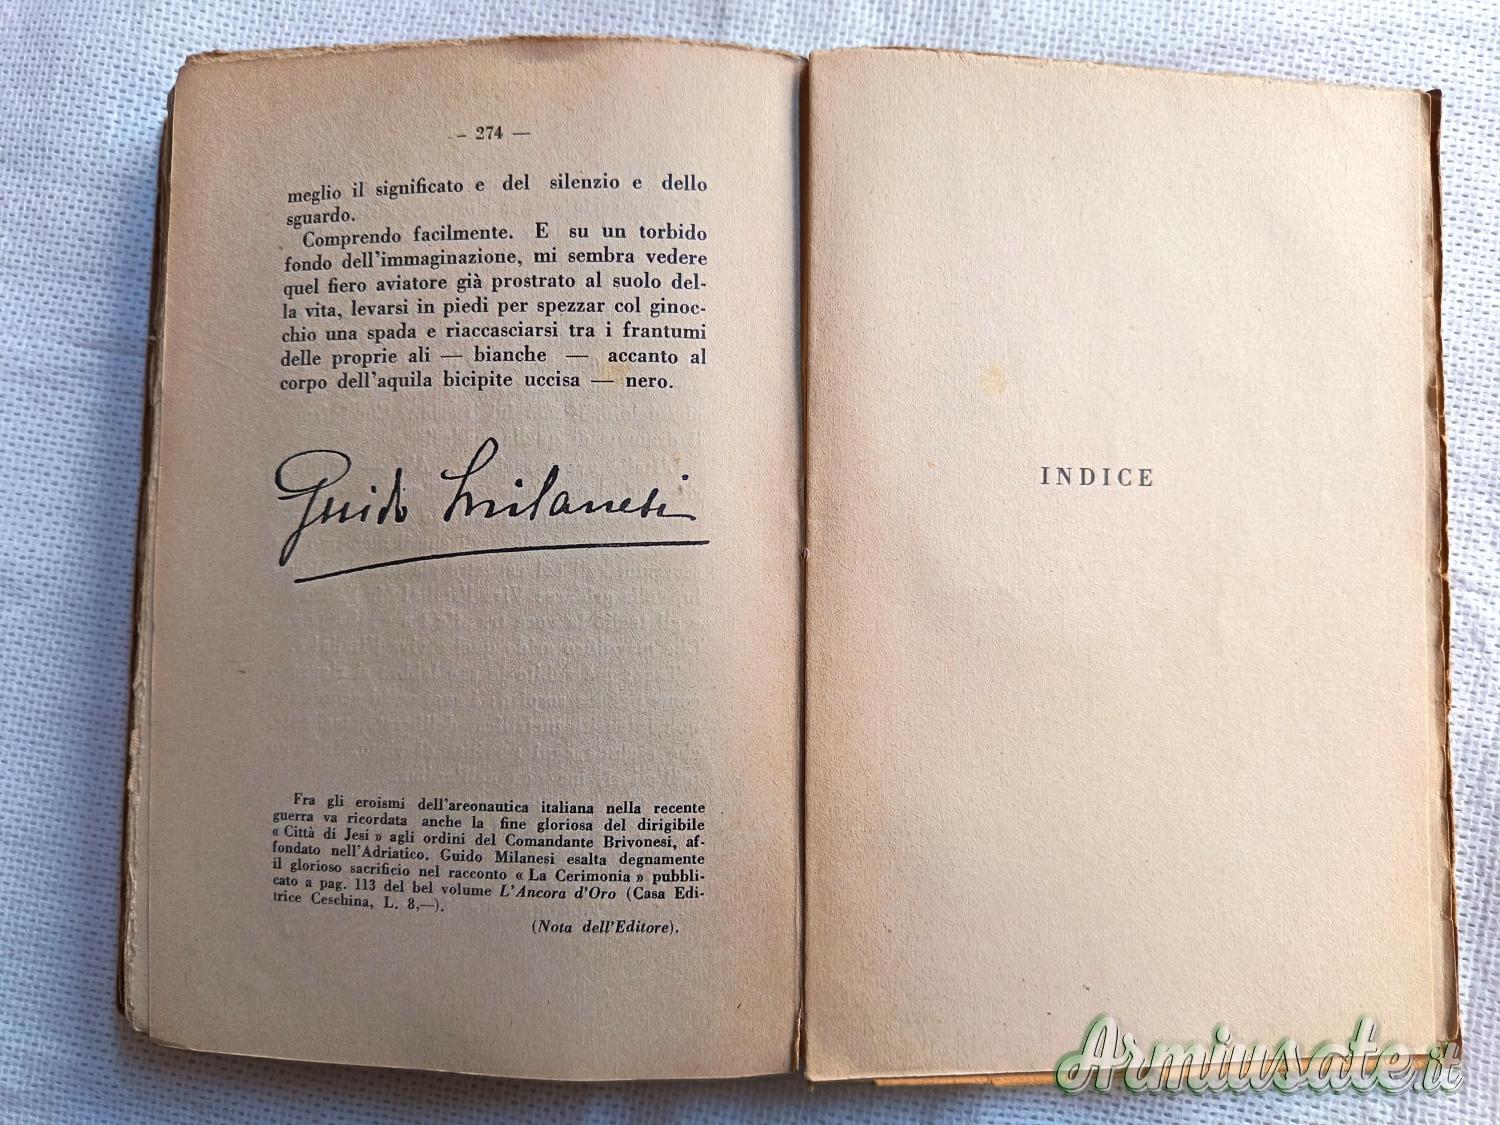 — 274 —
meglio il significato e del silenzio e dello
sguardo.
Comprendo facilmente. E su un torbido
fondo dell'immaginazione, mi sembra vedere
quel fiero aviatore già prostrato al suolo del-
la vita, levarsi in piedi per spezzar col ginoc-
chio una spada e riaccasciarsi tra i frantumi
delle proprie ali — bianche — accanto al
corpo dell'aquila bicipite uccisa — nero.
Guido Milanesi
Fra gli eroismi dell'areonautica italiana nella recente
guerra va ricordata anche la fine gloriosa del dirigibile
« Città di Jesi » agli ordini del Comandante Brivonesi, af-
fondato nell'Adriatico. Guido Milanesi esalta degnamente
il glorioso sacrificio nel racconto « La Cerimonia » pubbli-
cato a pag. 113 del bel volume L'Ancora d'Oro (Casa Edi-
trice Ceschina, L. 8,—).
(Nota dell'Editore).
INDICE
Armiusate.it